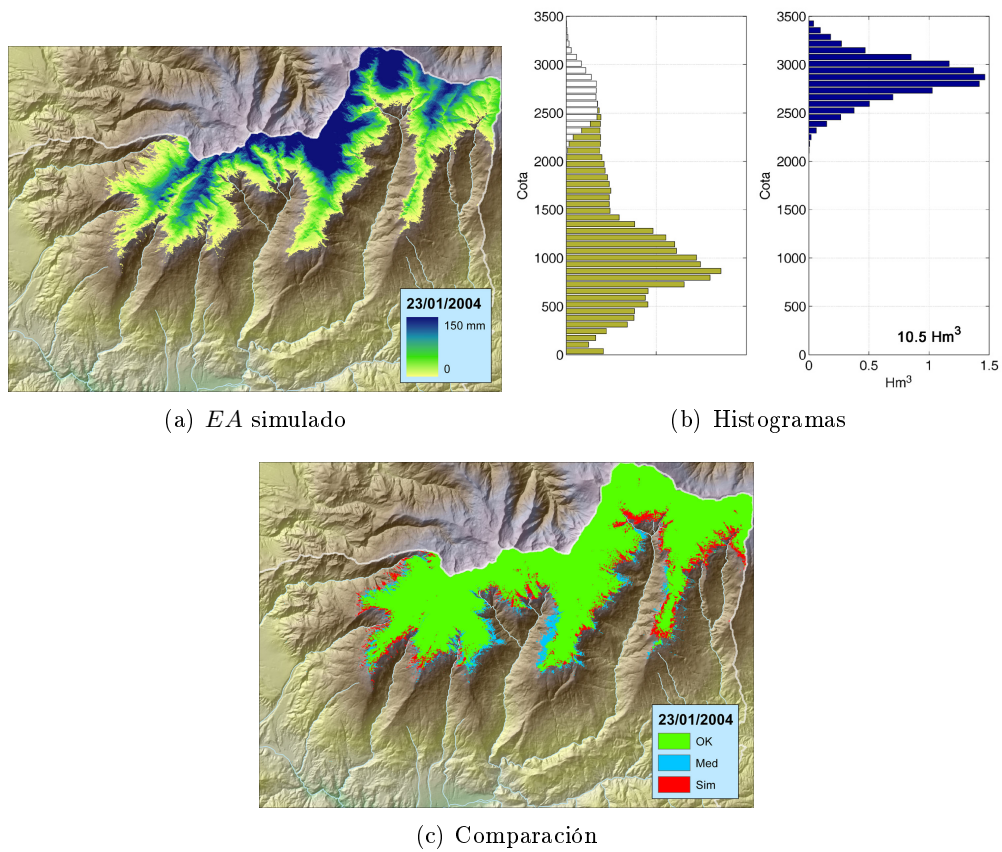 23/01/2004
150 mm
0
(a) EA simulado
3500
3000
2500
2000
1500
1000
500
0
Cota
3500
3000
2500
2000
1500
1000
500
0
Cota
10.5 Hm³
0 0.5 1 1.5
Hm³
(b) Histogramas
23/01/2004
OK
Med
Sim
(c) Comparación